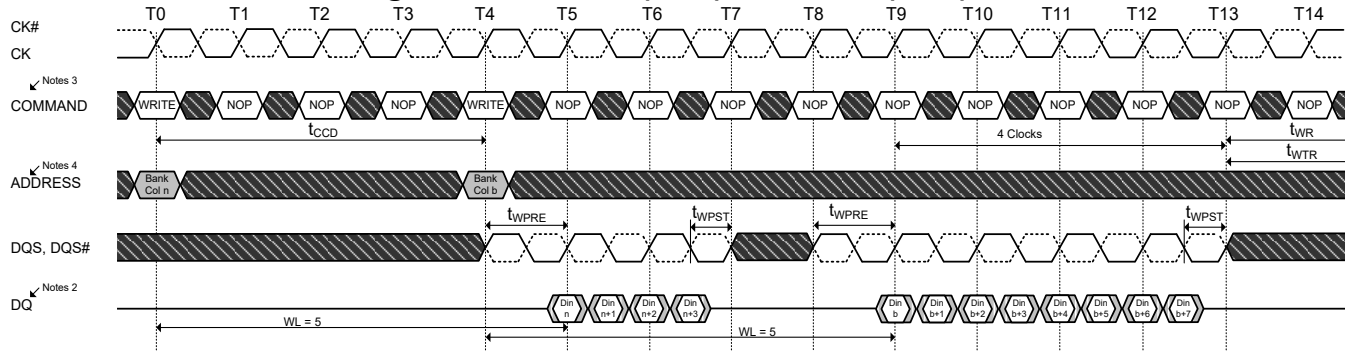 T0 T1 T2 T3 T4 T5 T6 T7 T8 T9 T10 T11 T12 T13 T14
CK#
CK
Notes 3
COMMAND WRITE NOP NOP NOP WRITE NOP NOP NOP NOP NOP NOP NOP NOP NOP NOP
tCCD 4 Clocks tWR
tWTR
Notes 4
ADDRESS Bank Col n Bank Col b
tWPRE tWPST tWPRE tWPST
DQS, DQS#
Notes 2
DQ Din n Din n+1 Din n+2 Din n+3 Din b Din b+1 Din b+2 Din b+3 Din b+4 Din b+5 Din b+6 Din b+7
WL = 5 WL = 5